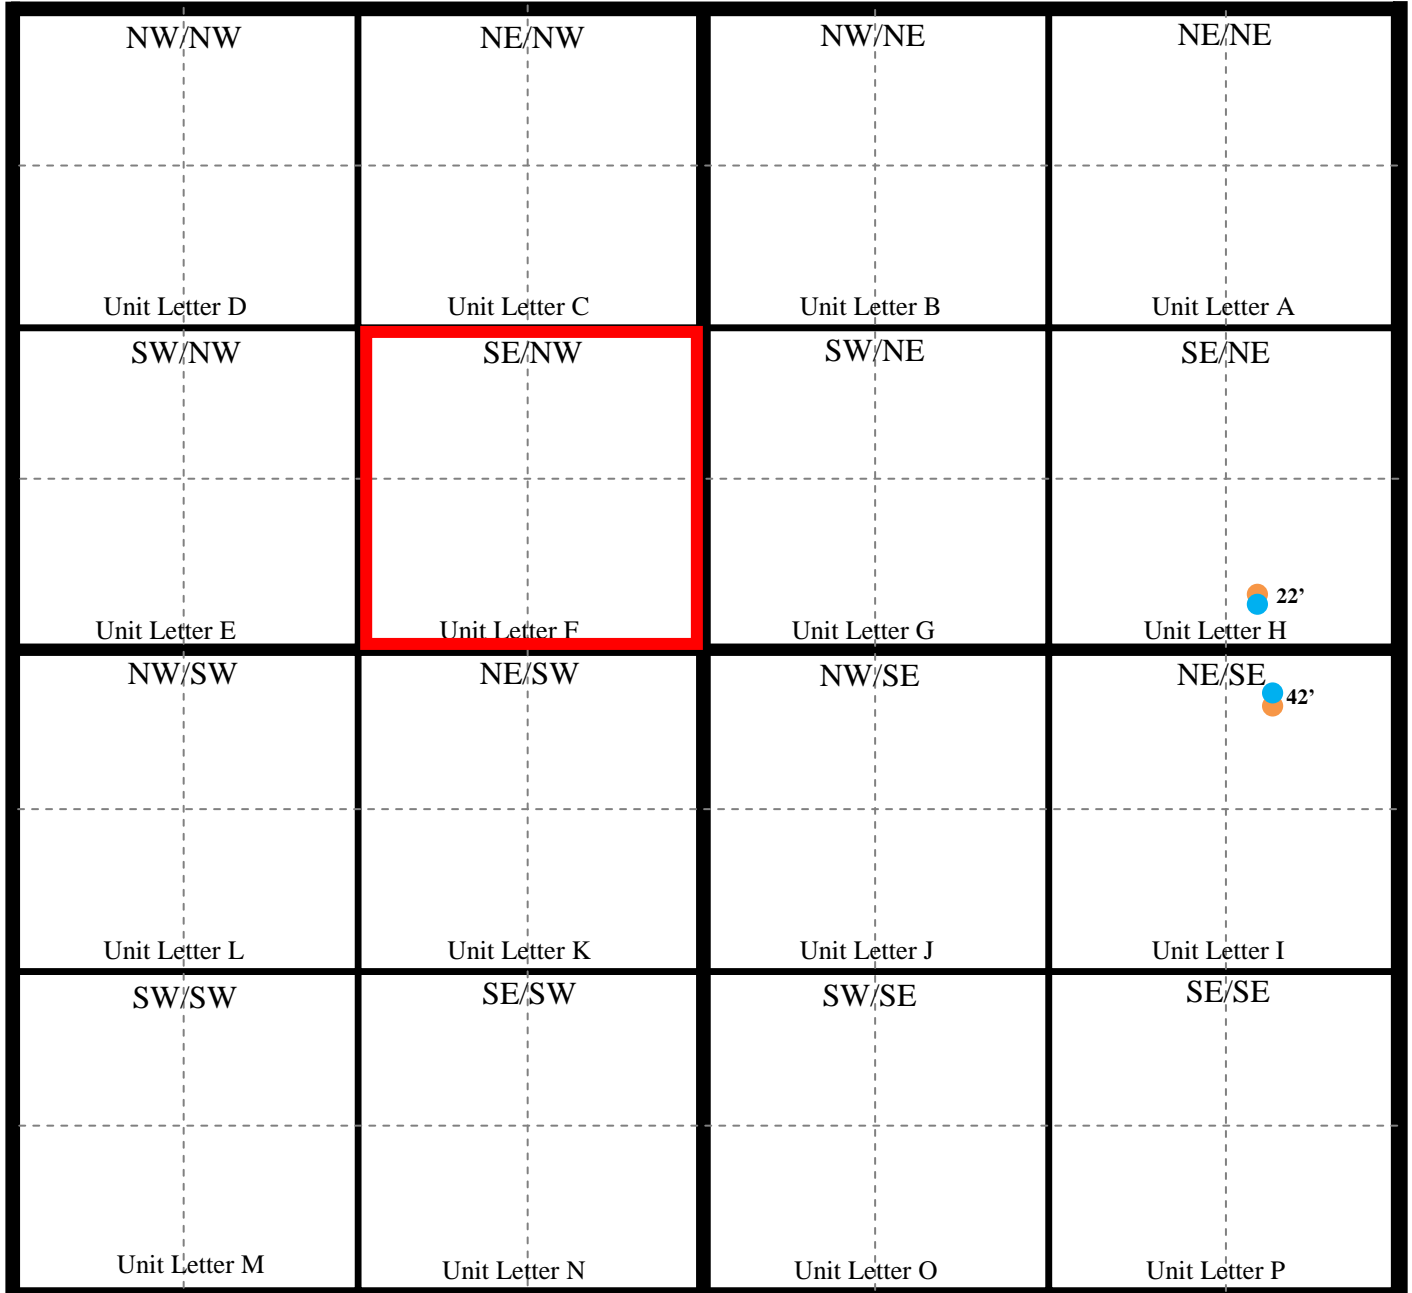 NW/NW
NE/NW
NW/NE
NE/NE
Unit Letter D
Unit Letter C
Unit Letter B
Unit Letter A
SW/NW
SE/NW
SW/NE
SE/NE
22’
Unit Letter E
Unit Letter F
Unit Letter G
Unit Letter H
NW/SW
NE/SW
NW/SE
NE/SE
42’
Unit Letter L
Unit Letter K
Unit Letter J
Unit Letter I
SW/SW
SE/SW
SW/SE
SE/SE
Unit Letter M
Unit Letter N
Unit Letter O
Unit Letter P